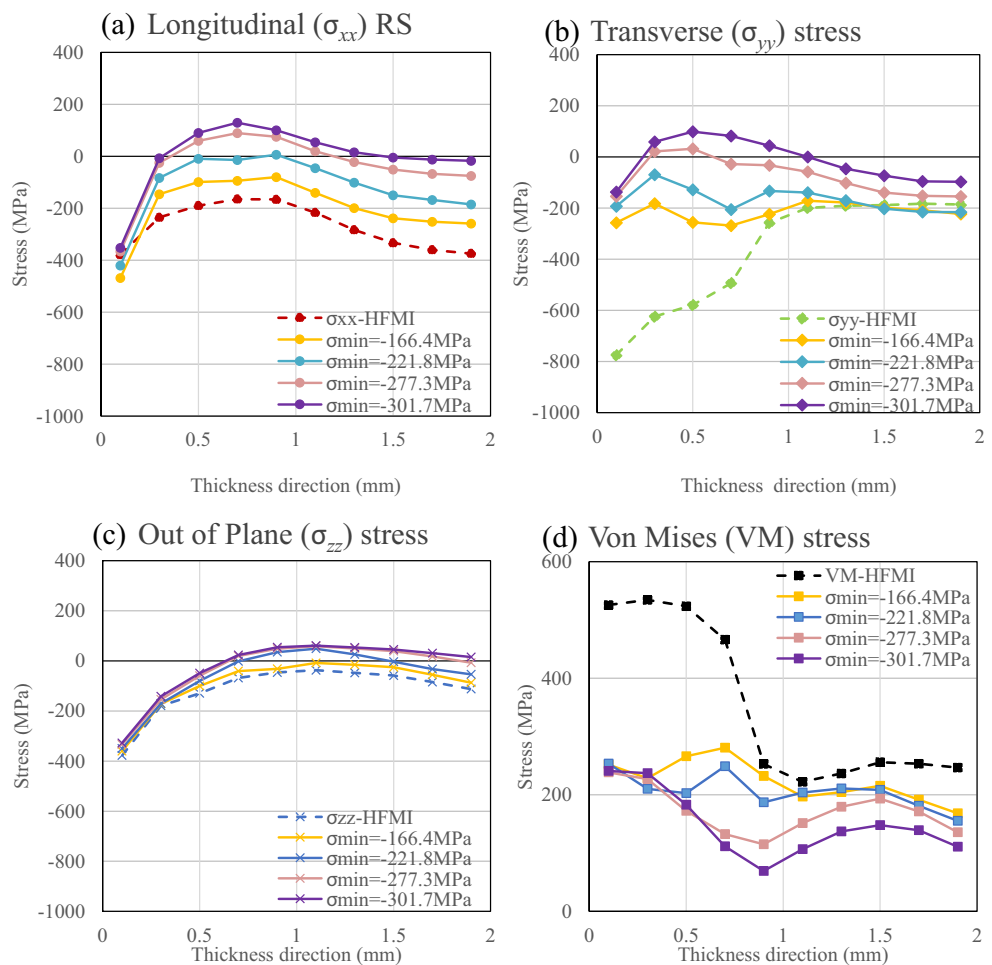 (a) Longitudinal (σxx) RS
400
200
0
-200
-400
-600
-800
-1000
Stress (MPa)
σxx-HFMI
σmin=-166.4MPa
σmin=-221.8MPa
σmin=-277.3MPa
σmin=-301.7MPa
0 0.5 1 1.5 2
Thickness direction (mm)
(b) Transverse (σyy) stress
400
200
0
-200
-400
-600
-800
-1000
Stress (MPa)
σyy-HFMI
σmin=-166.4MPa
σmin=-221.8MPa
σmin=-277.3MPa
σmin=-301.7MPa
0 0.5 1 1.5 2
Thickness direction (mm)
(c) Out of Plane (σzz) stress
400
200
0
-200
-400
-600
-800
-1000
Stress (MPa)
σzz-HFMI
σmin=-166.4MPa
σmin=-221.8MPa
σmin=-277.3MPa
σmin=-301.7MPa
0 0.5 1 1.5 2
Thickness direction (mm)
(d) Von Mises (VM) stress
600
400
200
0
Stress (MPa)
VM-HFMI
σmin=-166.4MPa
σmin=-221.8MPa
σmin=-277.3MPa
σmin=-301.7MPa
0 0.5 1 1.5 2
Thickness direction (mm)